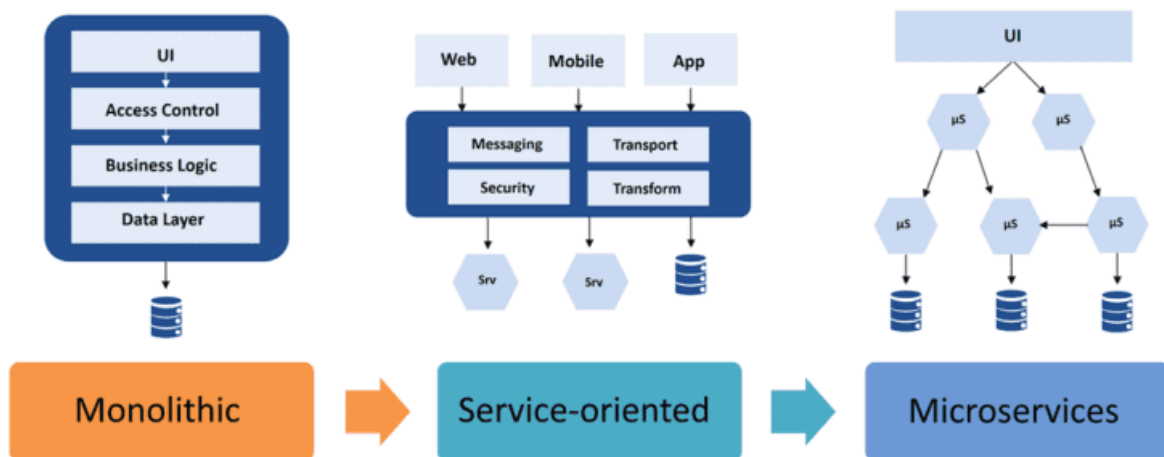 UI
Access Control
Business Logic
Data Layer
Web
Mobile
App
Messaging
Transport
Security
Transform
Srv
Srv
UI
µS
µS
µS
µS
µS
Monolithic
Service-oriented
Microservices